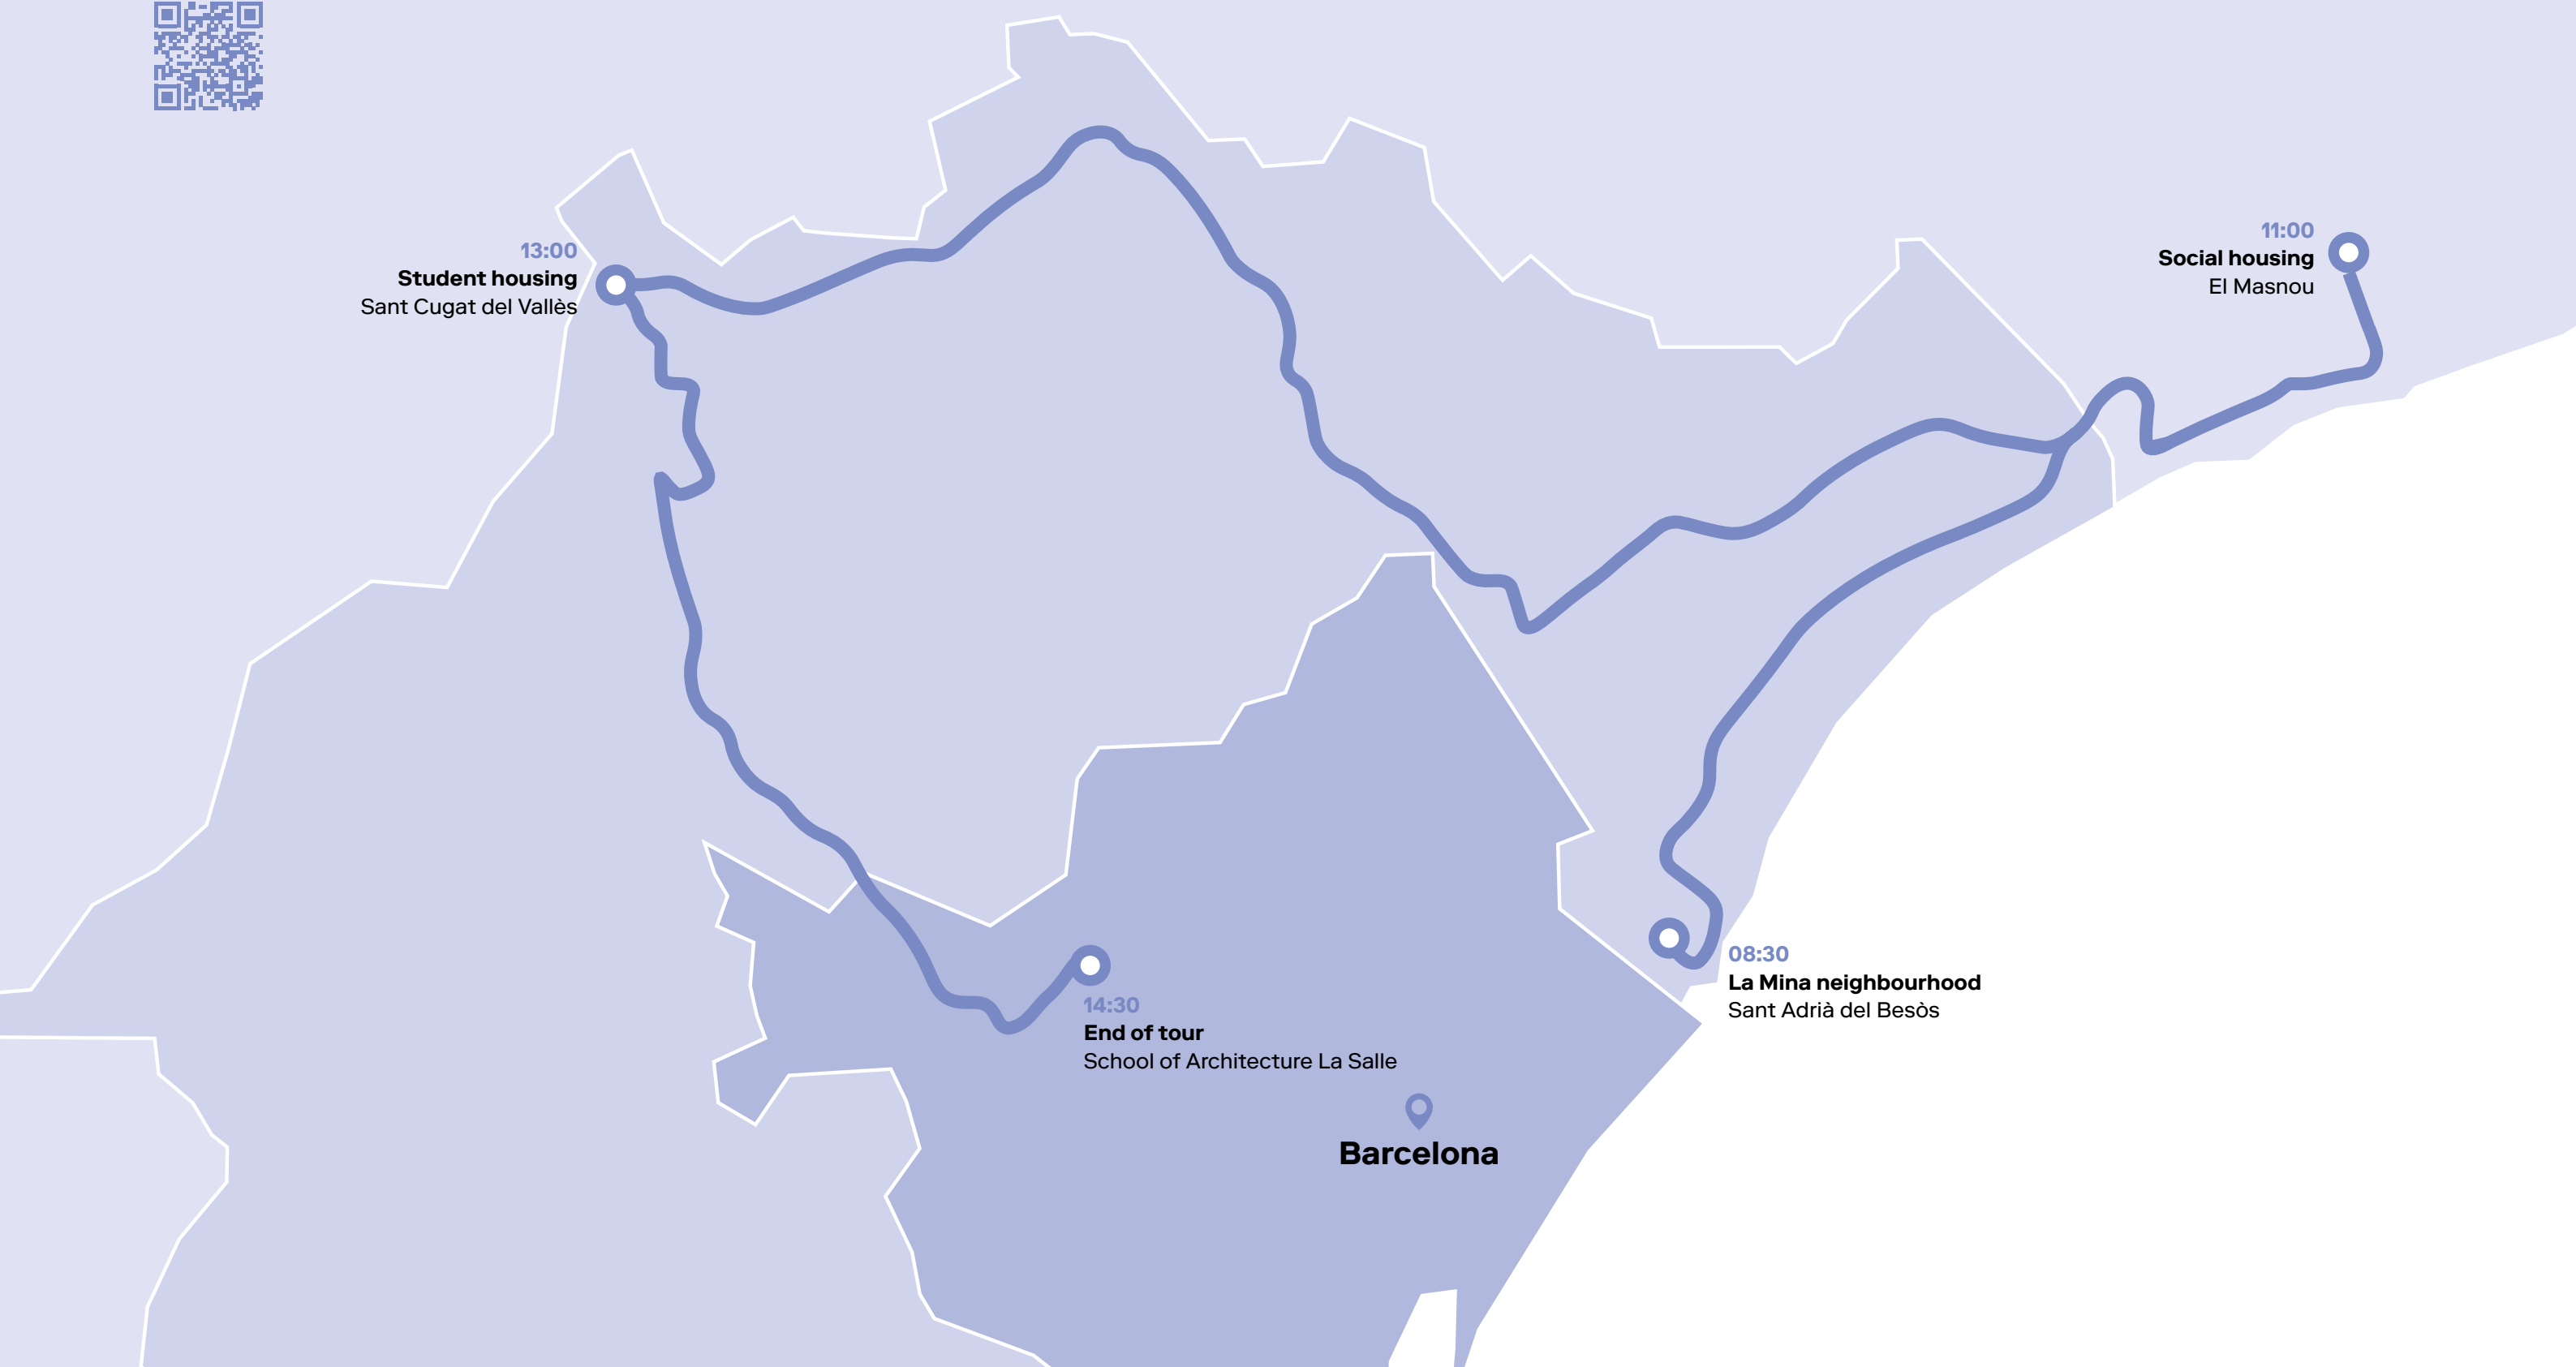 13:00
Student housing
Sant Cugat del Vallès
11:00
Social housing
El Masnou
08:30
La Mina neighbourhood
Sant Adrià del Besòs
14:30
End of tour
School of Architecture La Salle
Barcelona